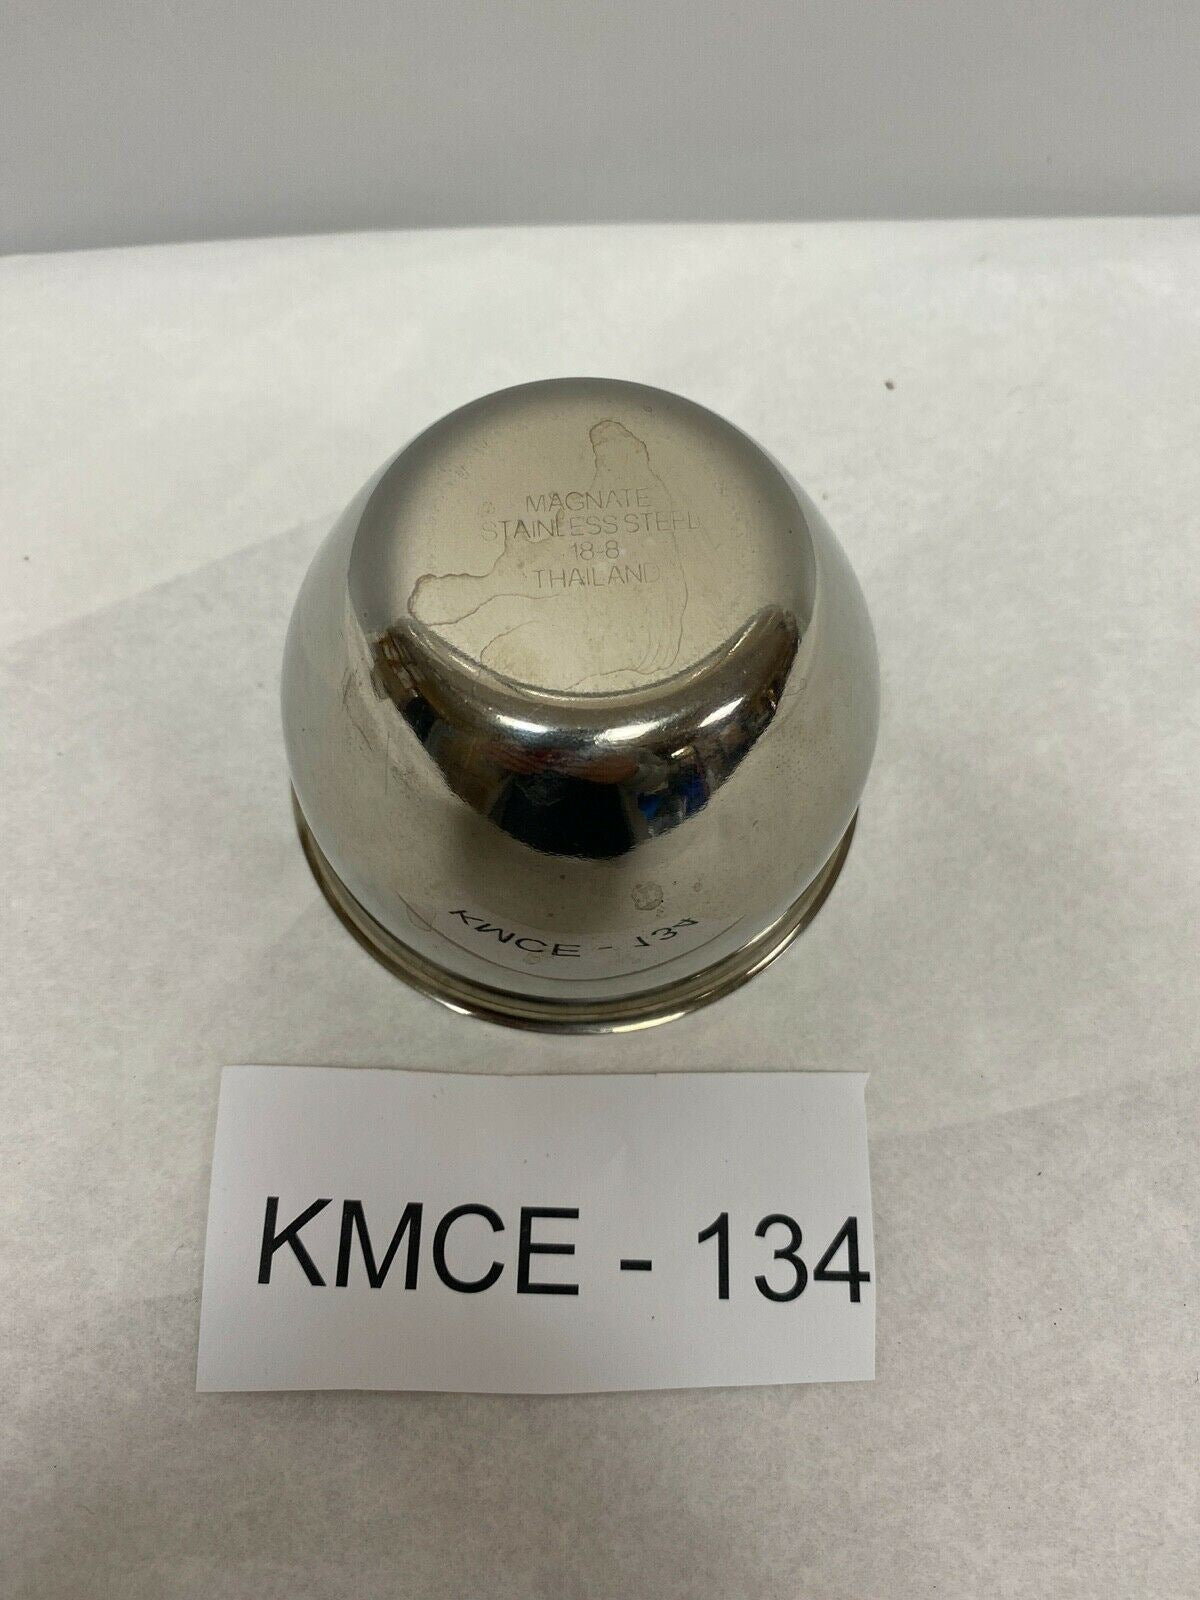 MAGNATE
STAINLESS STEEL
18-8
THAILAND
KMCE - 134
KMCE - 134